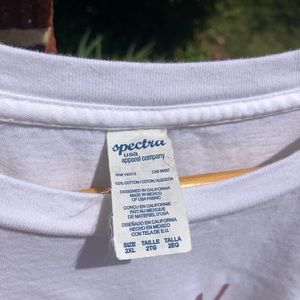 spectra
usa
apparel company
100% COTTON / COTON / ALGODÓN
DESIGNED IN CALIFORNIA
MADE IN MEXICO
OF USA FABRIC
CONCU EN CALIFORNIE
FAIT AU MEXIQUE
DE MATERIEL D'USA
DISEÑADO EN CALIFORNIA
HECHO EN MEXICO
CON TELA DE E.U.
SIZE TAILLE TALLA
2XL 2TG 2EG